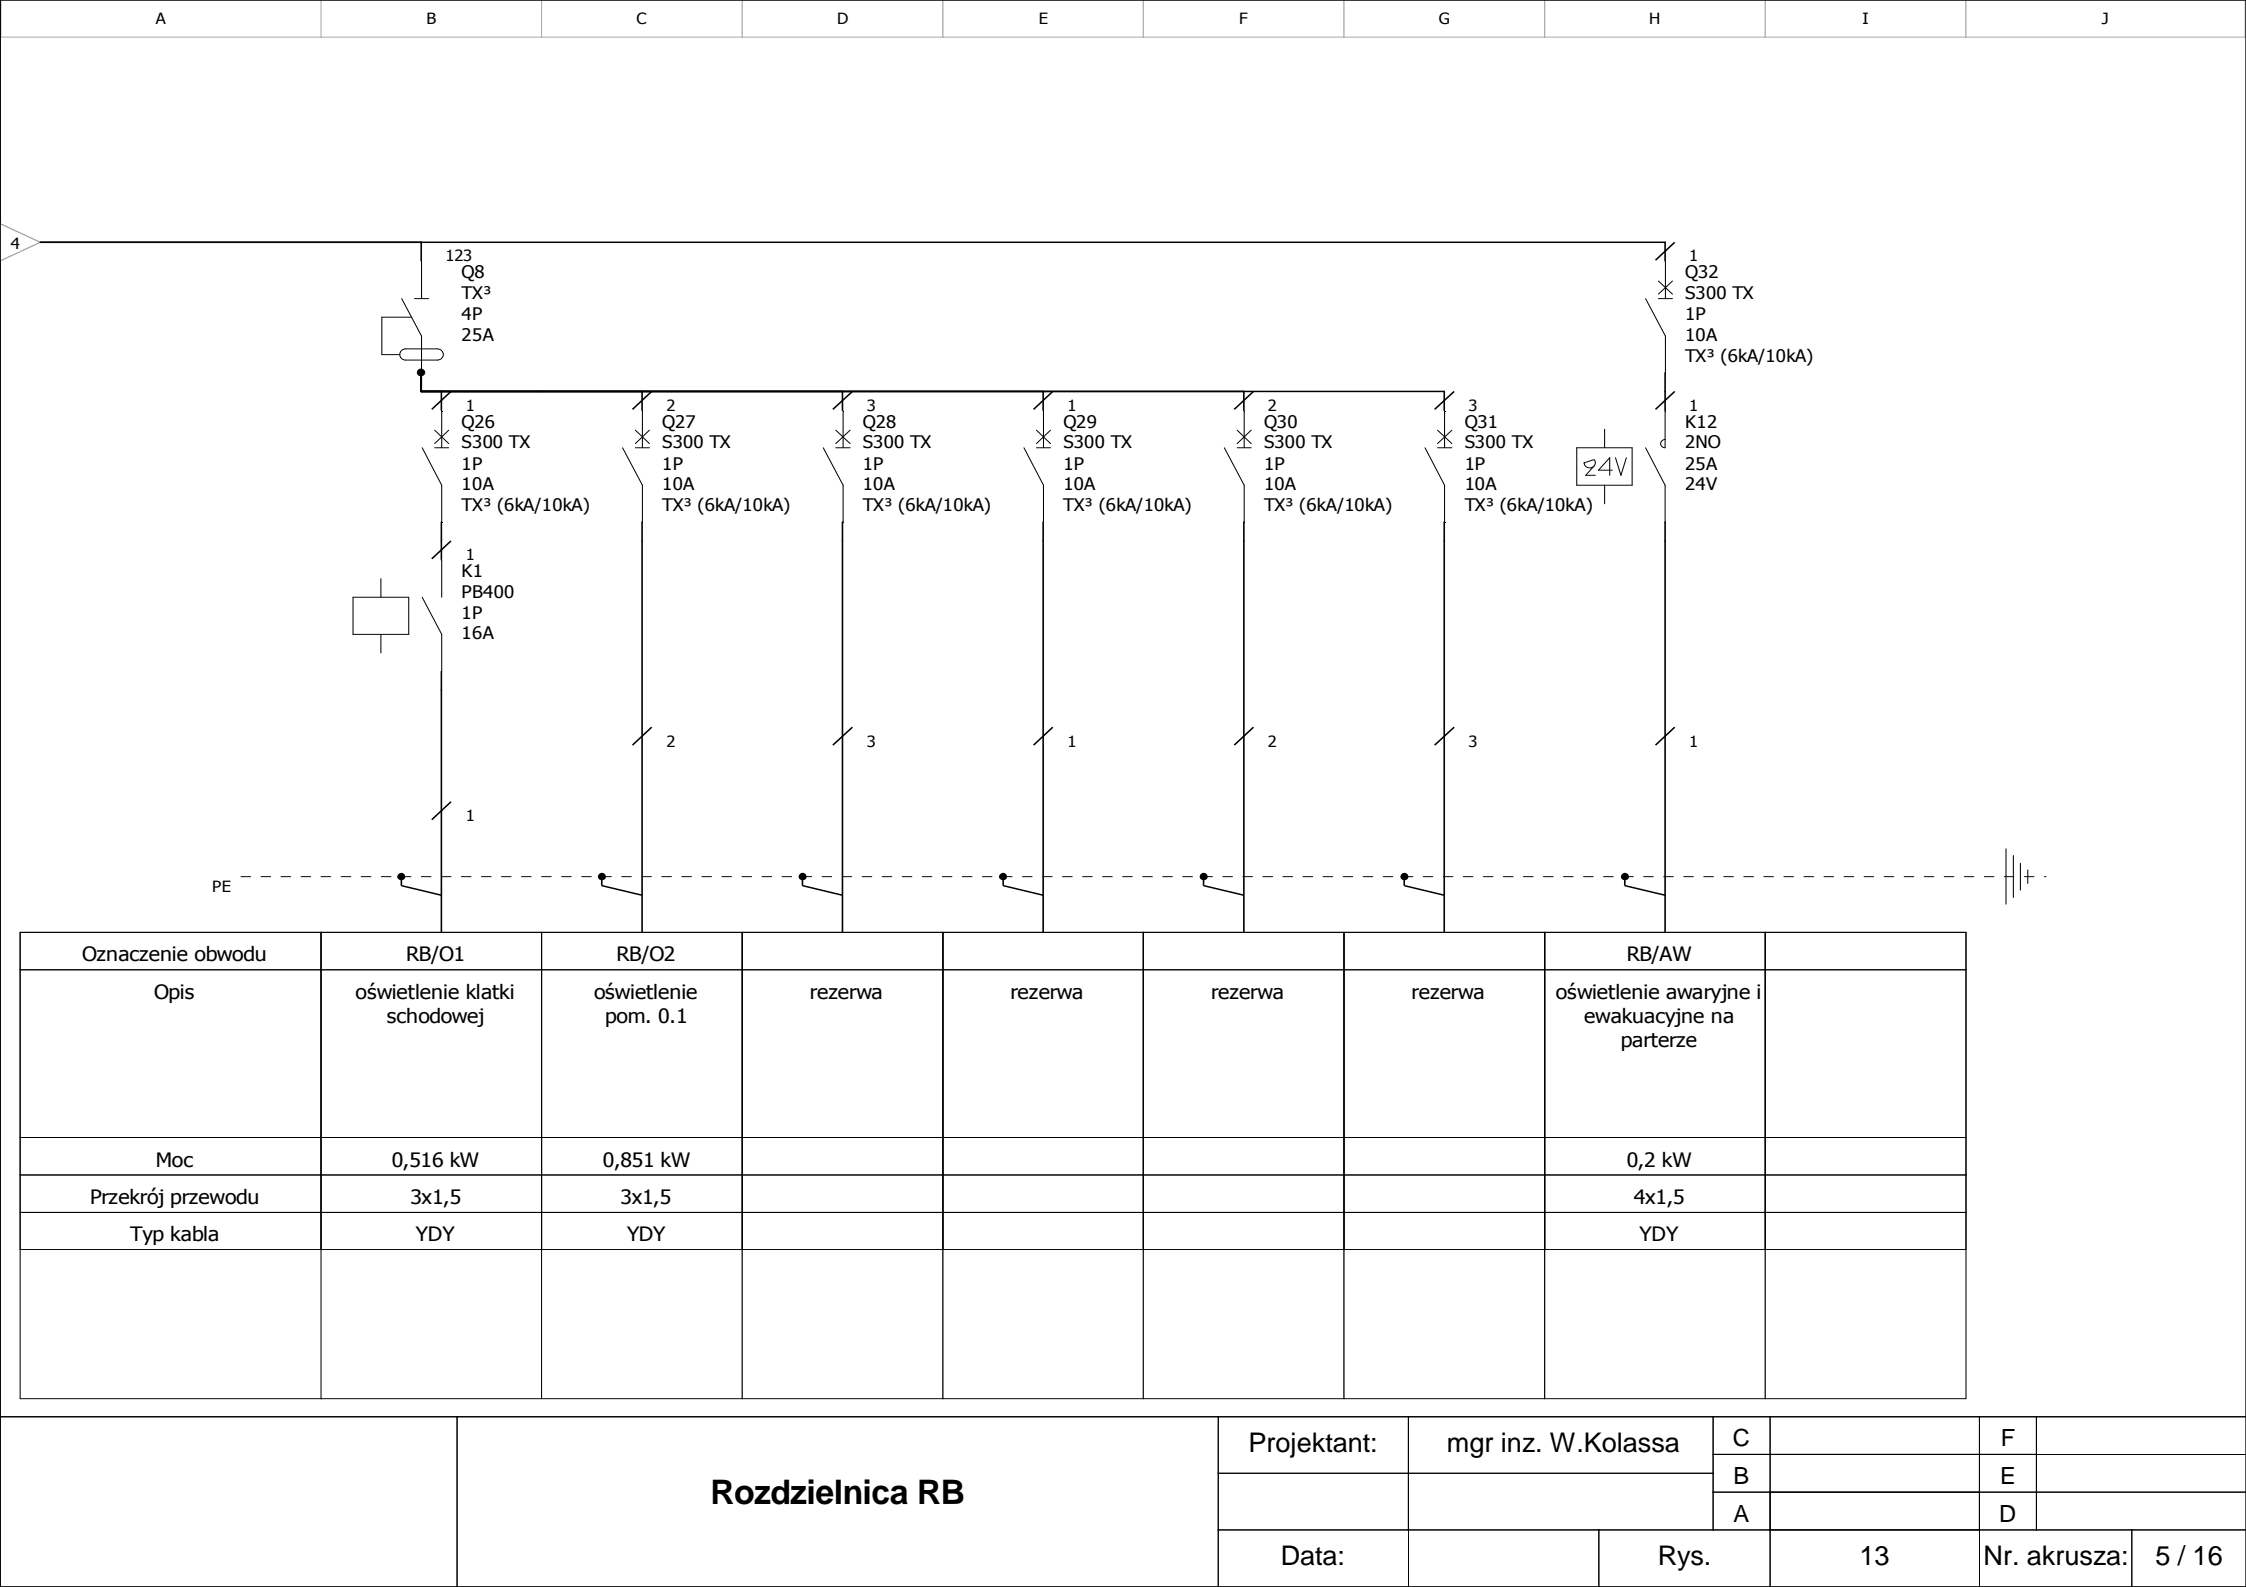 A B C D E F G H I J
4
123
Q8
TX³
4P
25A
1
Q32
S300 TX
1P
10A
TX³ (6kA/10kA)
1
Q26
S300 TX
1P
10A
TX³ (6kA/10kA)
2
Q27
S300 TX
1P
10A
TX³ (6kA/10kA)
3
Q28
S300 TX
1P
10A
TX³ (6kA/10kA)
1
Q29
S300 TX
1P
10A
TX³ (6kA/10kA)
2
Q30
S300 TX
1P
10A
TX³ (6kA/10kA)
3
Q31
S300 TX
1P
10A
TX³ (6kA/10kA)
24V
1
K12
2NO
25A
24V
1
K1
PB400
1P
16A
2 3 1 2 3 1
1
PE
Oznaczenie obwodu RB/O1 RB/O2 RB/AW
Opis
oświetlenie klatki
schodowej
oświetlenie
pom. 0.1
rezerwa
rezerwa
rezerwa
rezerwa
oświetlenie awaryjne i
ewakuacyjne na
parterze
Moc 0,516 kW 0,851 kW 0,2 kW
Przekrój przewodu 3x1,5 3x1,5 4x1,5
Typ kabla YDY YDY YDY
Rozdzielnica RB
Projektant: mgr inz. W.Kolassa C F
B E
A D
Data: Rys. 13 Nr. akrusza: 5 / 16